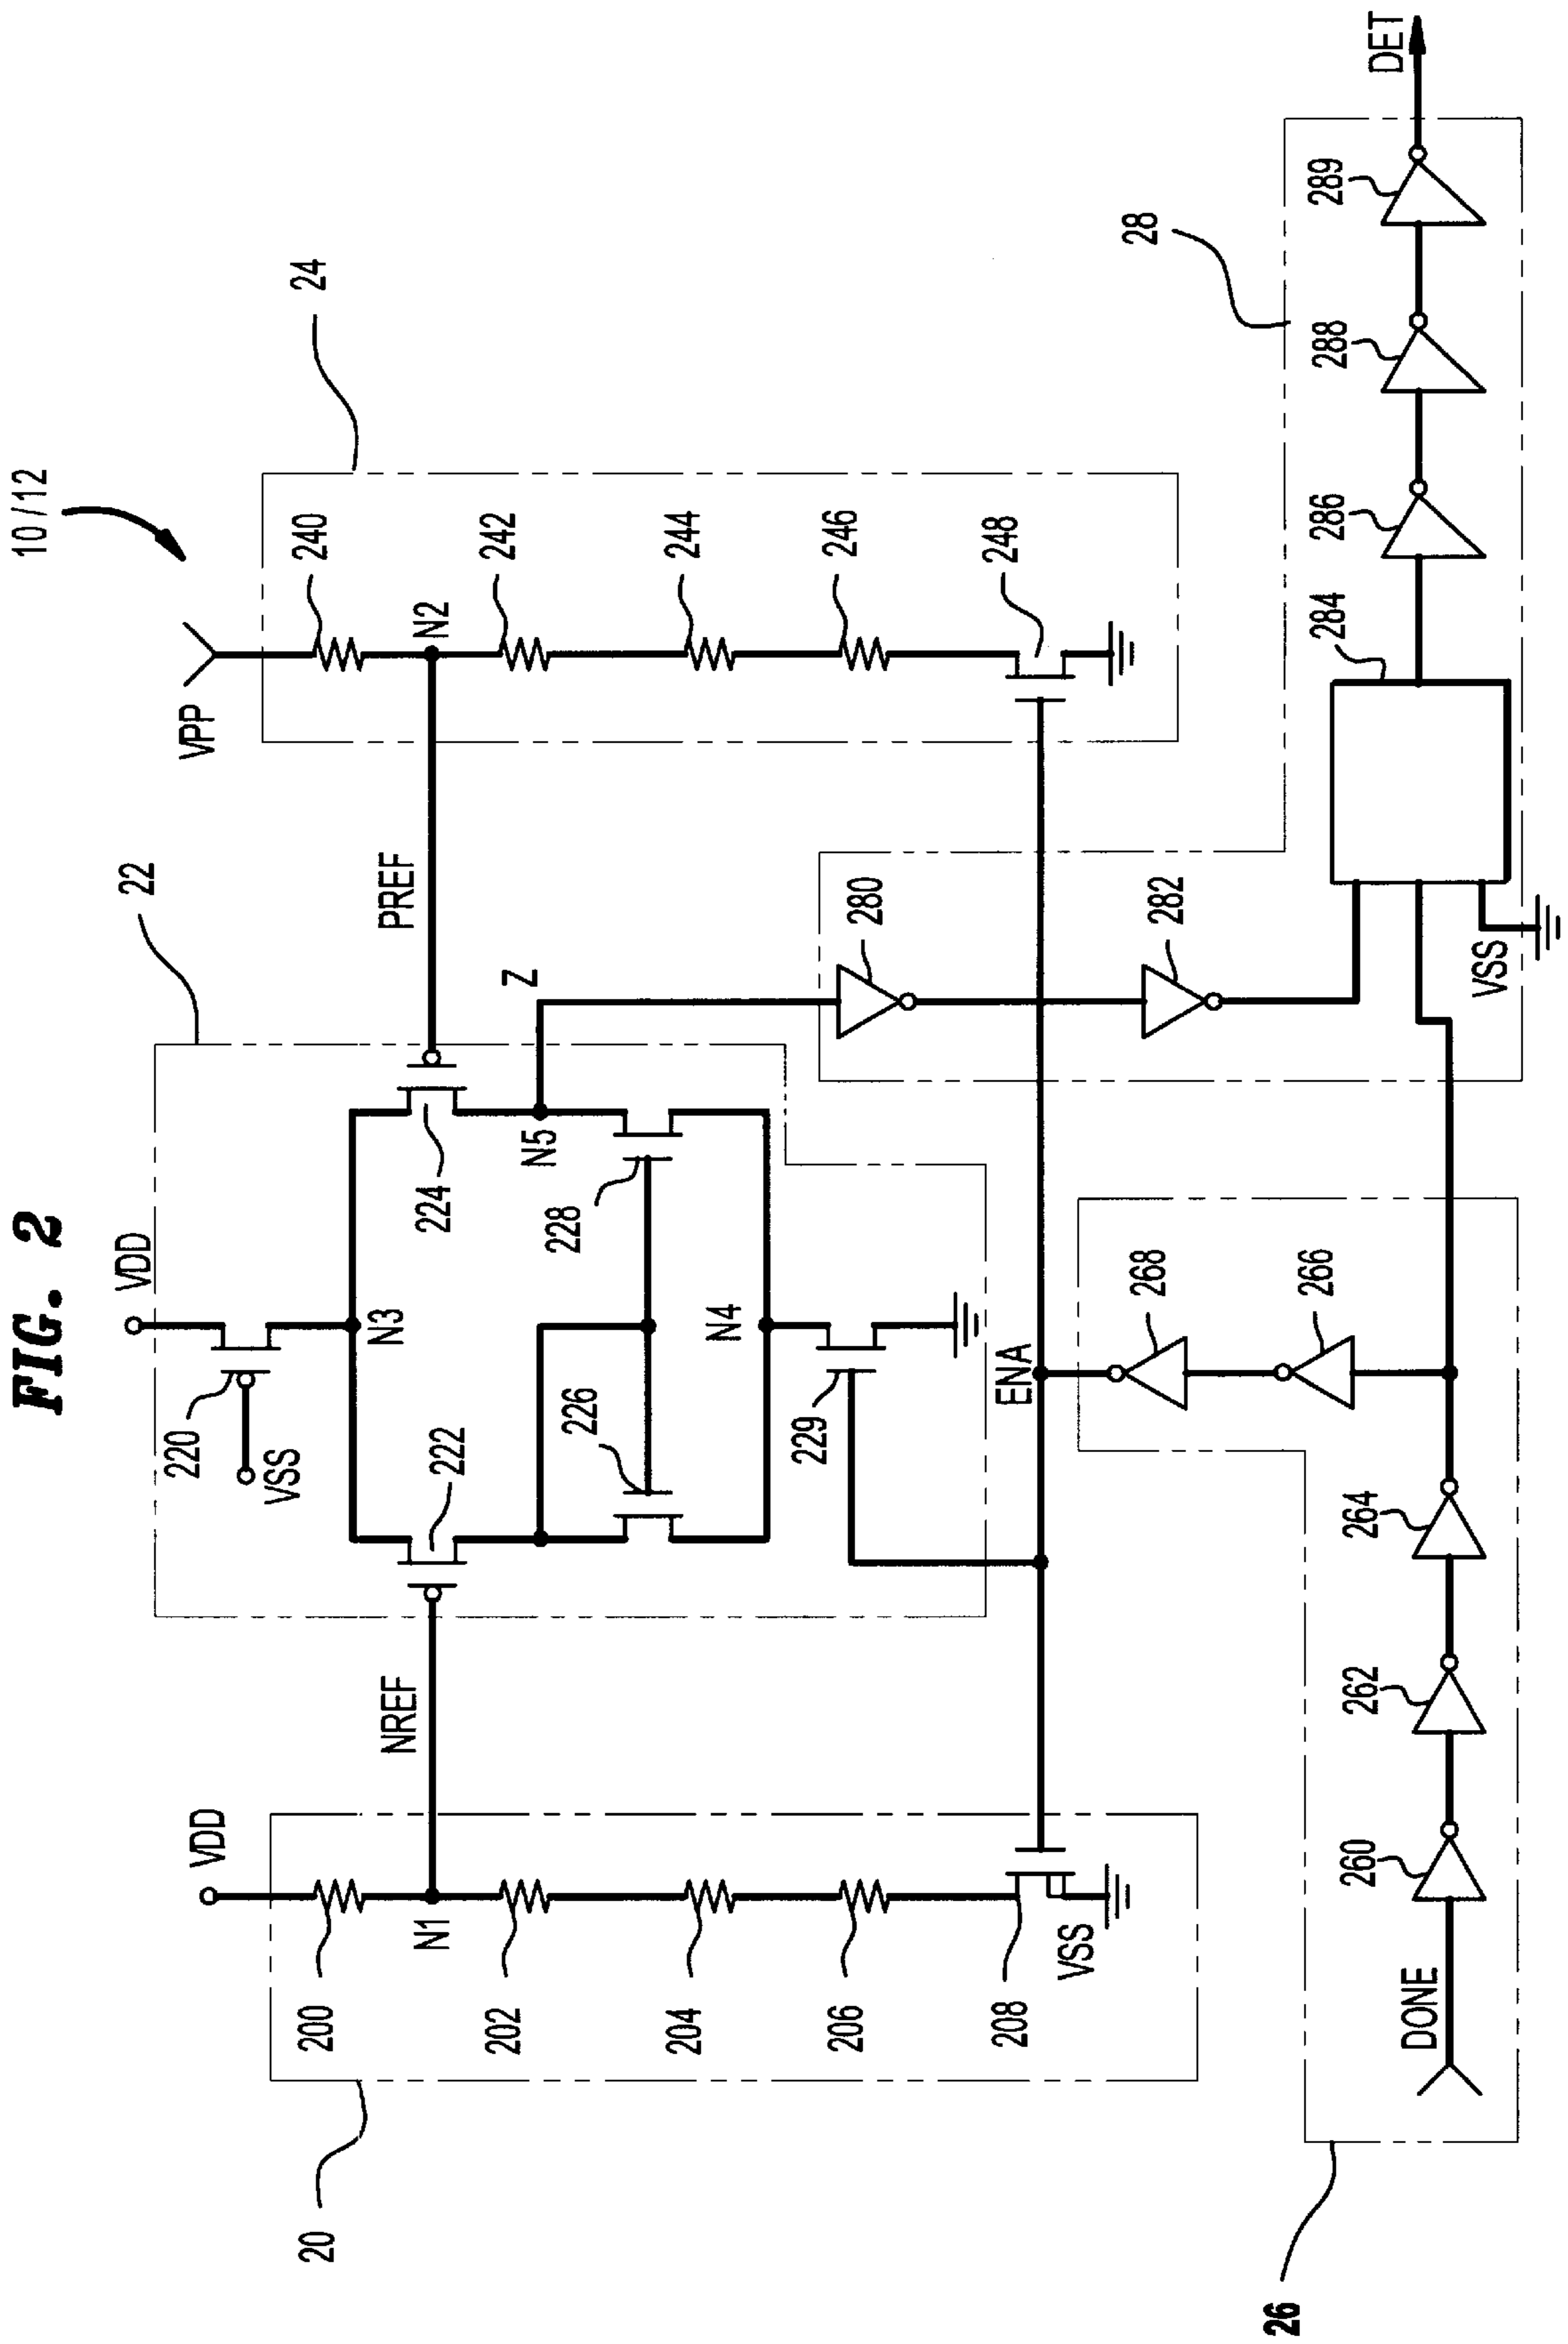 FIG. 2
10/12
VDD
VSS
220
N3
222
224
226
228
N5
N4
229
22
Z
NREF
PREF
VDD
200
N1
202
204
206
208
VSS
20
VPP
240
N2
242
244
246
248
24
ENA
268
266
DONE
260
262
264
26
280
282
VSS
284
286
288
289
28
DET